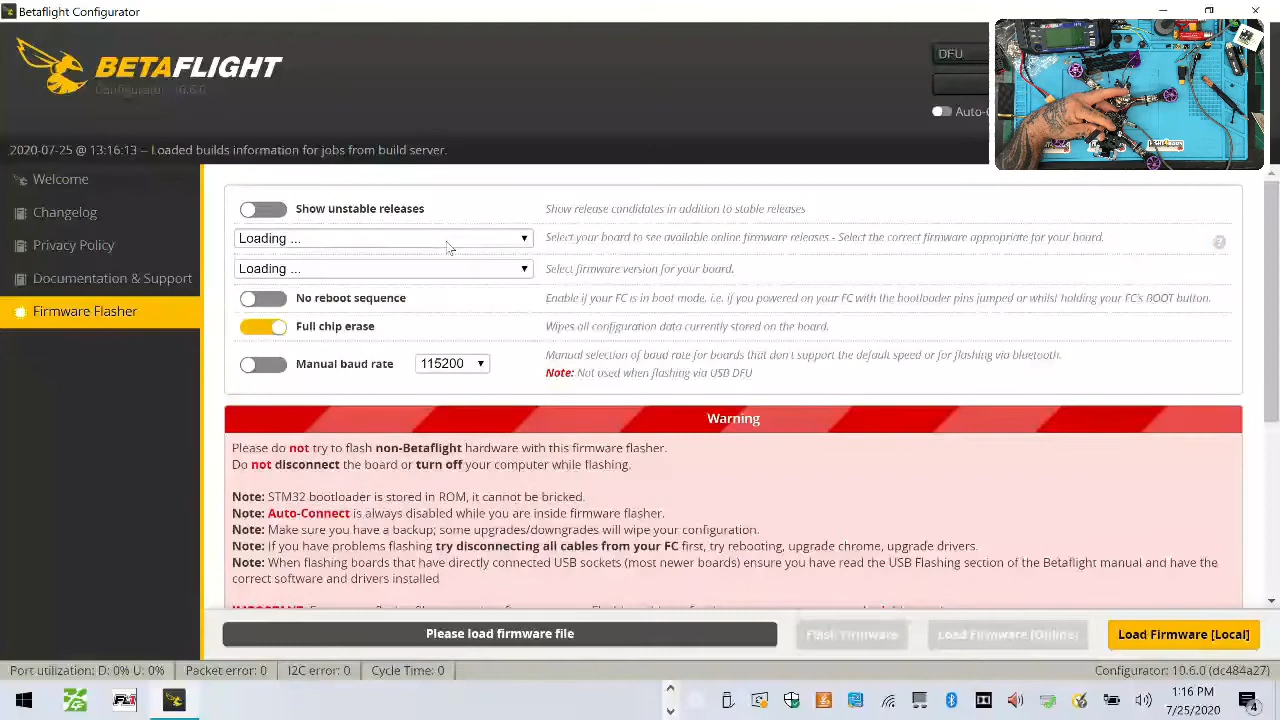 Betaflight Configurator
BETAFLIGHT
Configurator 10.6.0
DFU
Auto-C
2020-07-25 @ 13:16:13 -- Loaded builds information for jobs from build server.
Welcome
Changelog
Privacy Policy
Documentation & Support
Firmware Flasher
Show unstable releases
Show release candidates in addition to stable releases
Loading ...
Select your board to see available online firmware releases - Select the correct firmware appropriate for your board.
?
Loading ...
Select firmware version for your board.
No reboot sequence
Enable if your FC is in boot mode. i.e. if you powered on your FC with the bootloader pins jumped or whilst holding your FC's BOOT button.
Full chip erase
Wipes all configuration data currently stored on the board.
Manual baud rate
115200
Manual selection of baud rate for boards that don't support the default speed or for flashing via bluetooth.
Note: Not used when flashing via USB DFU
Warning
Please do not try to flash non-Betaflight hardware with this firmware flasher.
Do not disconnect the board or turn off your computer while flashing.
Note: STM32 bootloader is stored in ROM, it cannot be bricked.
Note: Auto-Connect is always disabled while you are inside firmware flasher.
Note: Make sure you have a backup; some upgrades/downgrades will wipe your configuration.
Note: If you have problems flashing try disconnecting all cables from your FC first, try rebooting, upgrade chrome, upgrade drivers.
Note: When flashing boards that have directly connected USB sockets (most newer boards) ensure you have read the USB Flashing section of the Betaflight manual and have the
correct software and drivers installed
Please load firmware file
Flash Firmware
Load Firmware [Online]
Load Firmware [Local]
Port utilization: D: 0% U: 0%
Packet error: 0
I2C error: 0
Cycle Time: 0
Configurator: 10.6.0 (dc484a27)
1:16 PM
7/25/2020
4